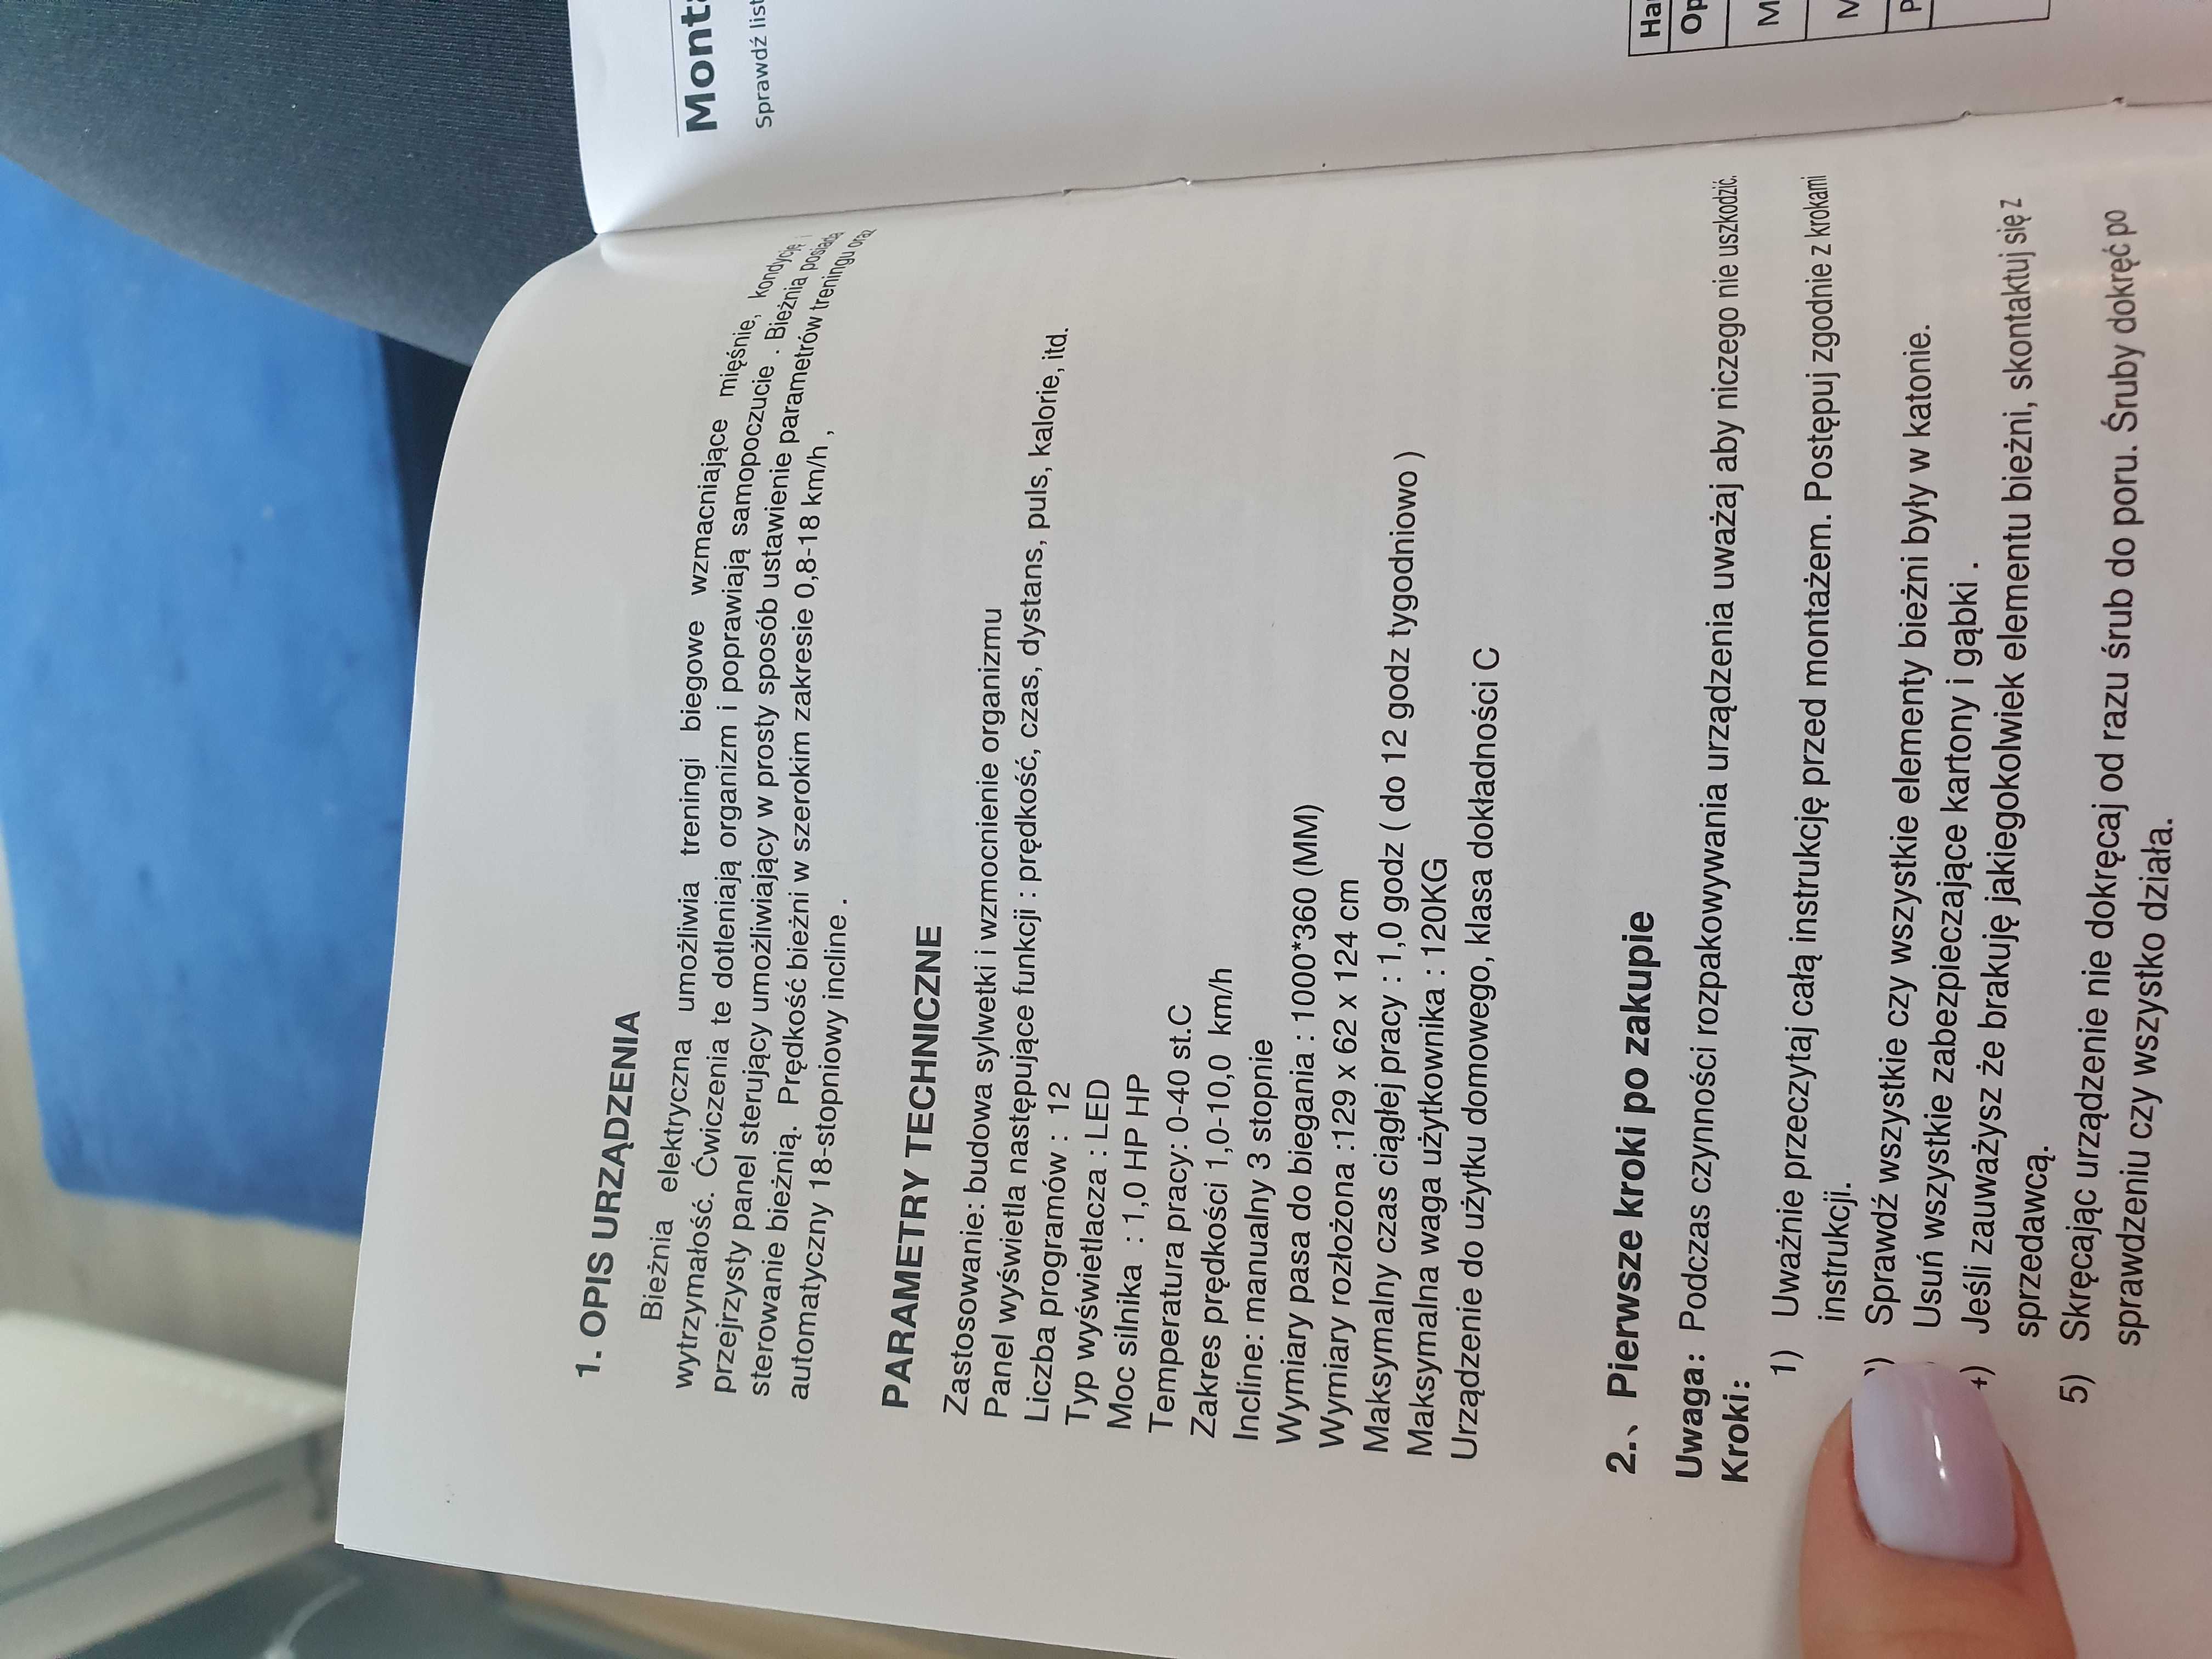 1. OPIS URZĄDZENIA
Bieżnia elektryczna umożliwia treningi biegowe wzmacniające mięśnie, kondycję i
wytrzymałość. Ćwiczenia te dotleniają organizm i poprawiają samopoczucie . Bieżnia posiada
przejrzysty panel sterujący umożliwiający w prosty sposób ustawienie parametrów treningu oraz
sterowanie bieżnią. Prędkość bieżni w szerokim zakresie 0,8-18 km/h ,
automatyczny 18-stopniowy incline .
PARAMETRY TECHNICZNE
Zastosowanie: budowa sylwetki i wzmocnienie organizmu
Panel wyświetla następujące funkcji : prędkość, czas, dystans, puls, kalorie, itd.
Liczba programów : 12
Typ wyświetlacza : LED
Moc silnika : 1,0 HP HP
Temperatura pracy: 0-40 st.C
Zakres prędkości 1,0-10,0 km/h
Incline: manualny 3 stopnie
Wymiary pasa do biegania : 1000*360 (MM)
Wymiary rozłożona :129 x 62 x 124 cm
Maksymalny czas ciągłej pracy : 1,0 godz ( do 12 godz tygodniowo )
Maksymalna waga użytkownika : 120KG
Urządzenie do użytku domowego, klasa dokładności C
2.、Pierwsze kroki po zakupie
Uwaga: Podczas czynności rozpakowywania urządzenia uważaj aby niczego nie uszkodzić.
Kroki:
1) Uważnie przeczytaj całą instrukcję przed montażem. Postępuj zgodnie z krokami
instrukcji.
) Sprawdź wszystkie czy wszystkie elementy bieżni były w katonie.
Usuń wszystkie zabezpieczające kartony i gąbki .
) Jeśli zauważysz że brakuję jakiegokolwiek elementu bieżni, skontaktuj się z
sprzedawcą.
5) Skręcając urządzenie nie dokręcaj od razu śrub do poru. Śruby dokręć po
sprawdzeniu czy wszystko działa.
Mont
Sprawdź list
Ha
Op
M
M
P